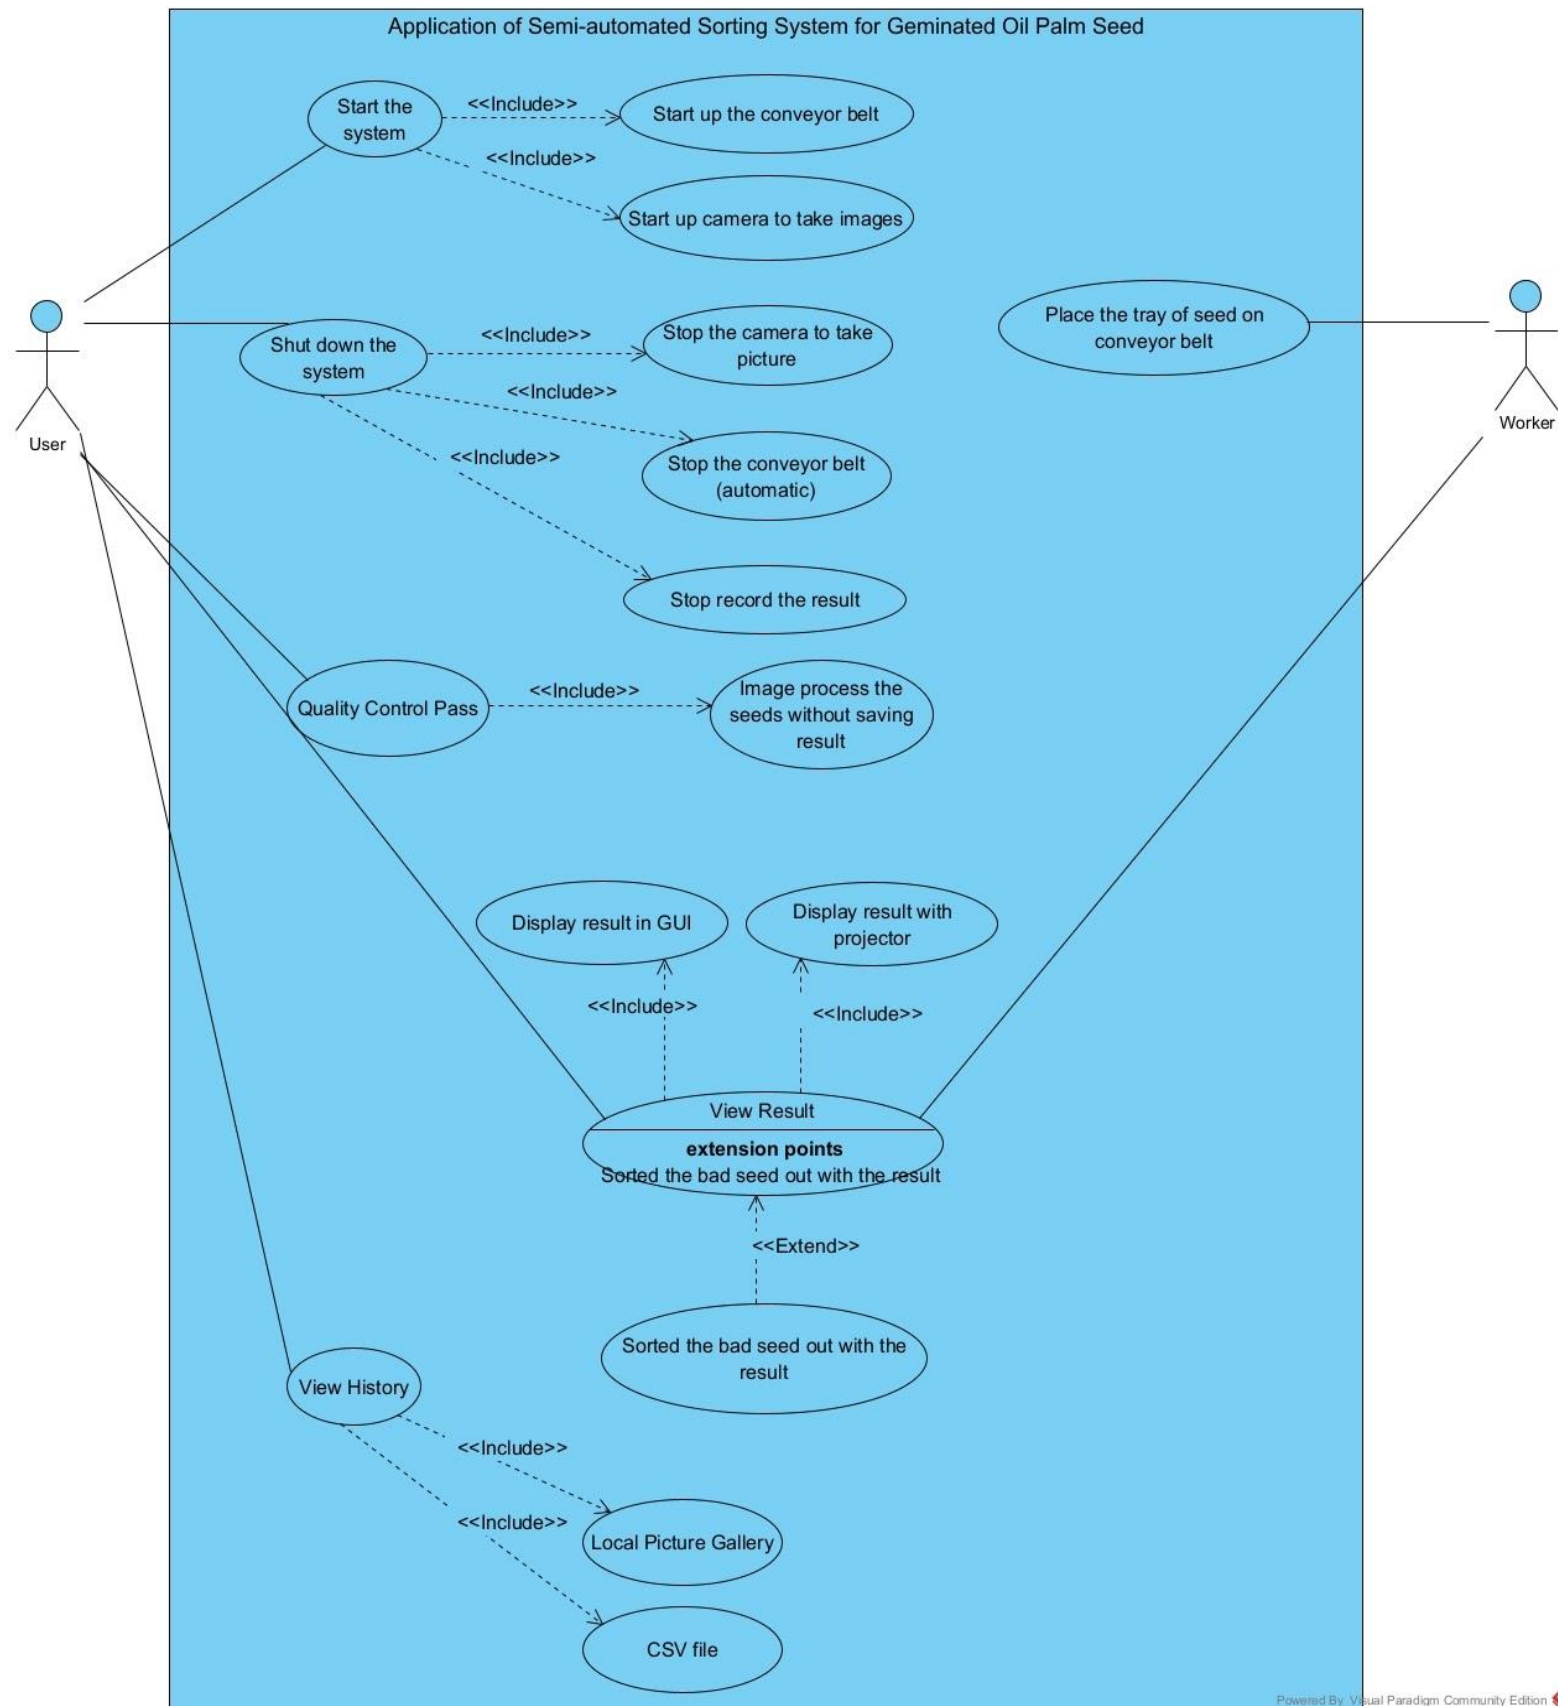 Application of Semi-automated Sorting System for Geminated Oil Palm Seed
Start the
system
<<Include>>
Start up the conveyor belt
<<Include>>
Start up camera to take images
Place the tray of seed on
conveyor belt
User
Worker
Shut down the
system
<<Include>>
Stop the camera to take
picture
<<Include>>
Stop the conveyor belt
(automatic)
<<Include>>
Stop record the result
Quality Control Pass
<<Include>>
Image process the
seeds without saving
result
Display result in GUI
Display result with
projector
<<Include>>
<<Include>>
View Result
extension points
Sorted the bad seed out with the result
<<Extend>>
Sorted the bad seed out with the
result
View History
<<Include>>
Local Picture Gallery
<<Include>>
CSV file
Powered By Visual Paradigm Community Edition